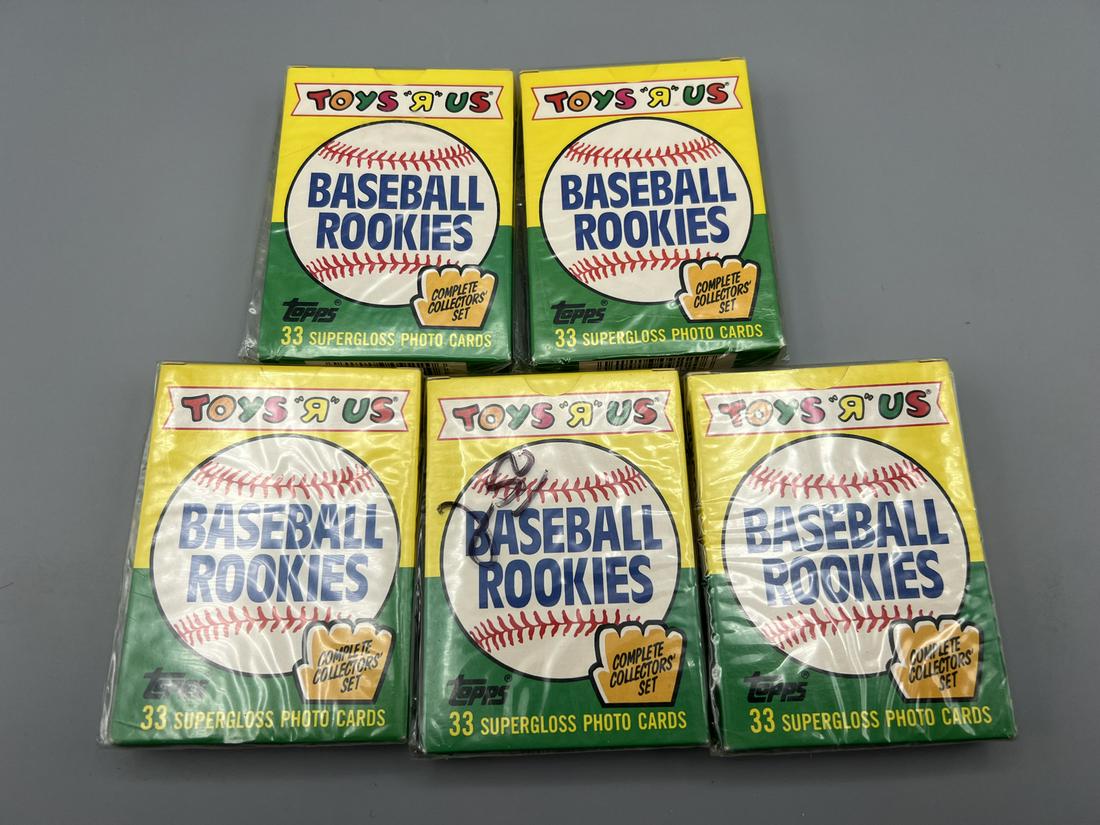 TOYS "Я" US®
BASEBALL
ROOKIES
COMPLETE
COLLECTORS'
SET
Topps®
33 SUPERGLOSS PHOTO CARDS
TOYS "Я" US®
BASEBALL
ROOKIES
COMPLETE
COLLECTORS'
SET
Topps®
33 SUPERGLOSS PHOTO CARDS
TOYS "Я" US®
BASEBALL
ROOKIES
COMPLETE
COLLECTORS'
SET
Topps
33 SUPERGLOSS PHOTO CARDS
TOYS "Я" US®
BASEBALL
ROOKIES
COMPLETE
COLLECTORS'
SET
Topps®
33 SUPERGLOSS PHOTO CARDS
TOYS "Я" US®
BASEBALL
ROOKIES
COMPLETE
COLLECTORS'
SET
Topps®
33 SUPERGLOSS PHOTO CARDS